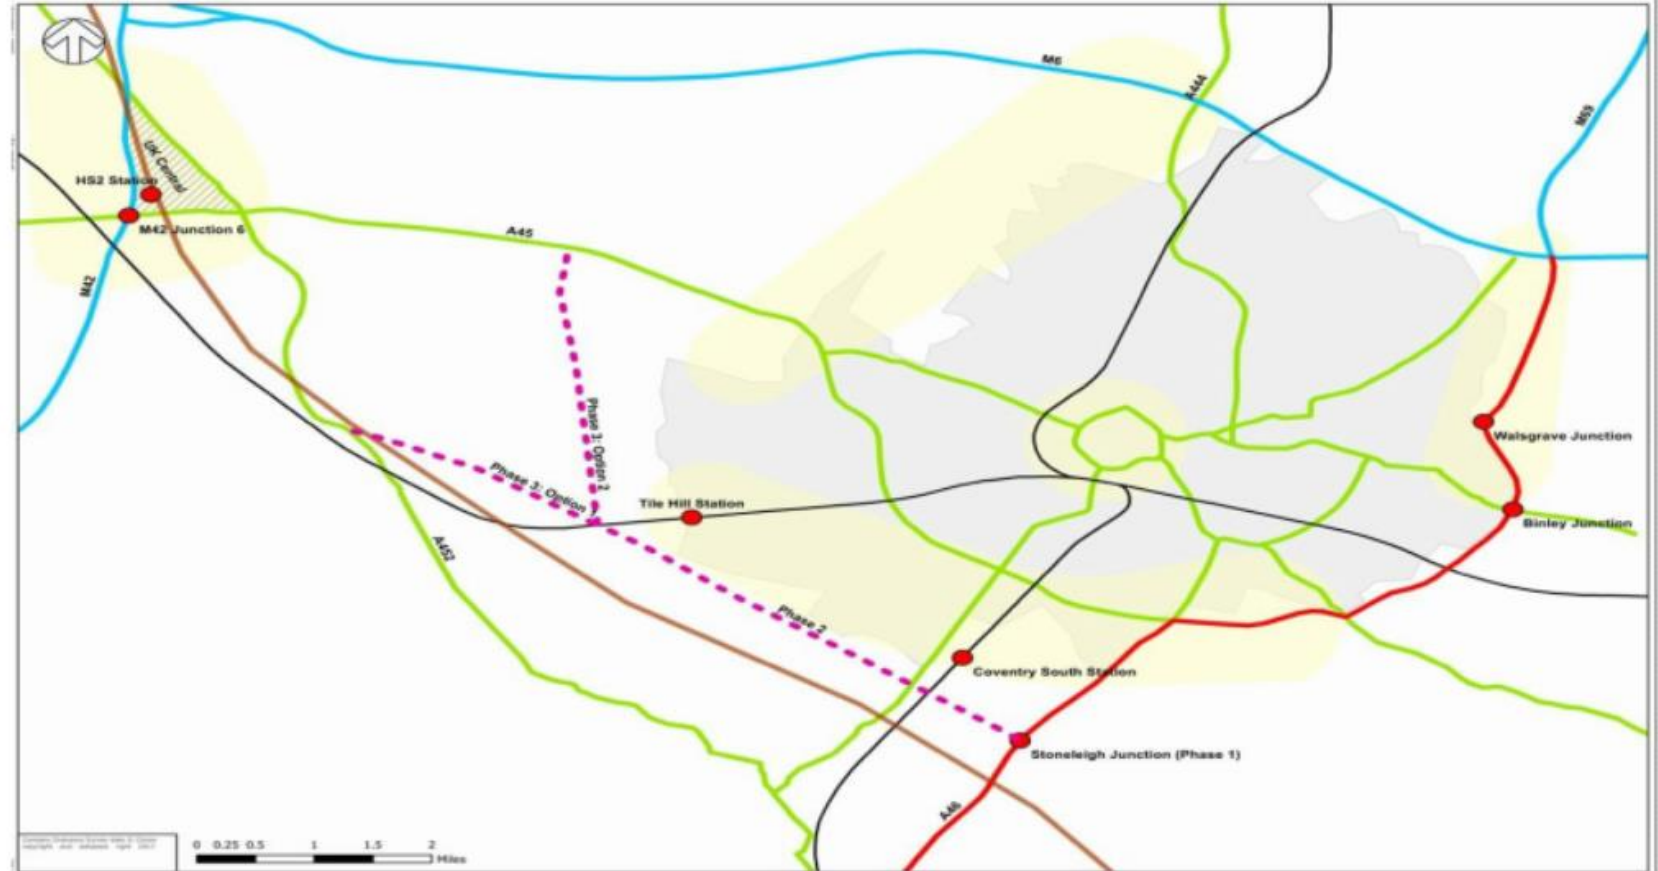 M6
A444
M69
UK Central
HS2 Station
M42 Junction 6
A45
M42
Phase 3: Option 2
Walsgrave Junction
Phase 3: Option 1
Tile Hill Station
Binley Junction
A452
Phase 2
Coventry South Station
Stoneleigh Junction (Phase 1)
A46
0 0.25 0.5 1 1.5 2
Miles